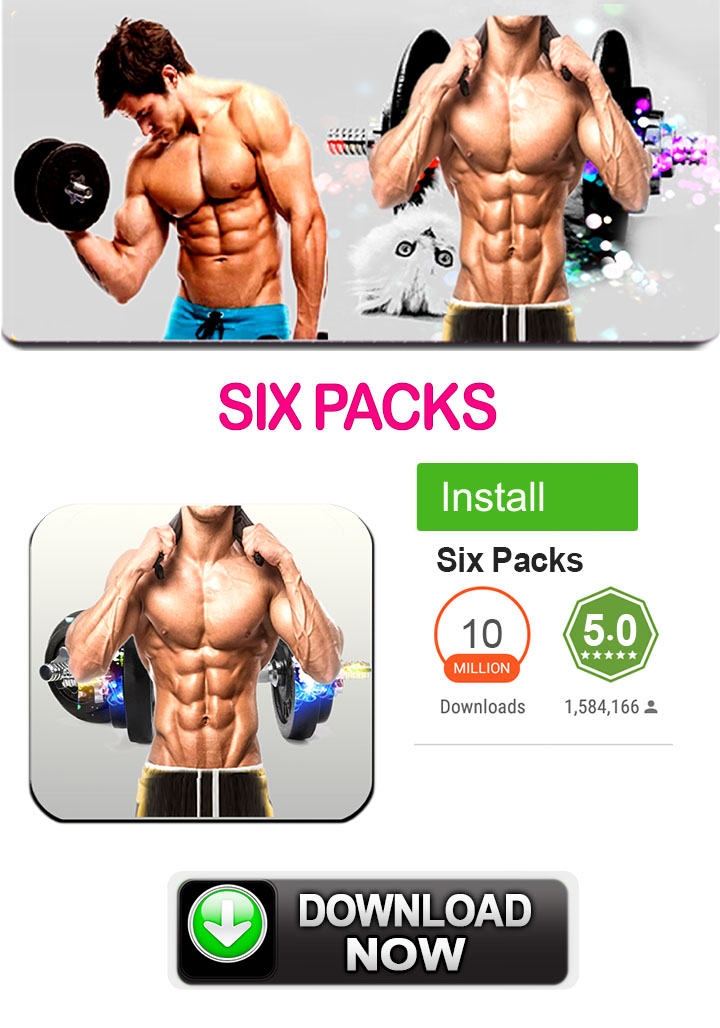 SIX PACKS
Install
Six Packs
10
MILLION
5.0
Downloads
1,584,166
DOWNLOAD
NOW